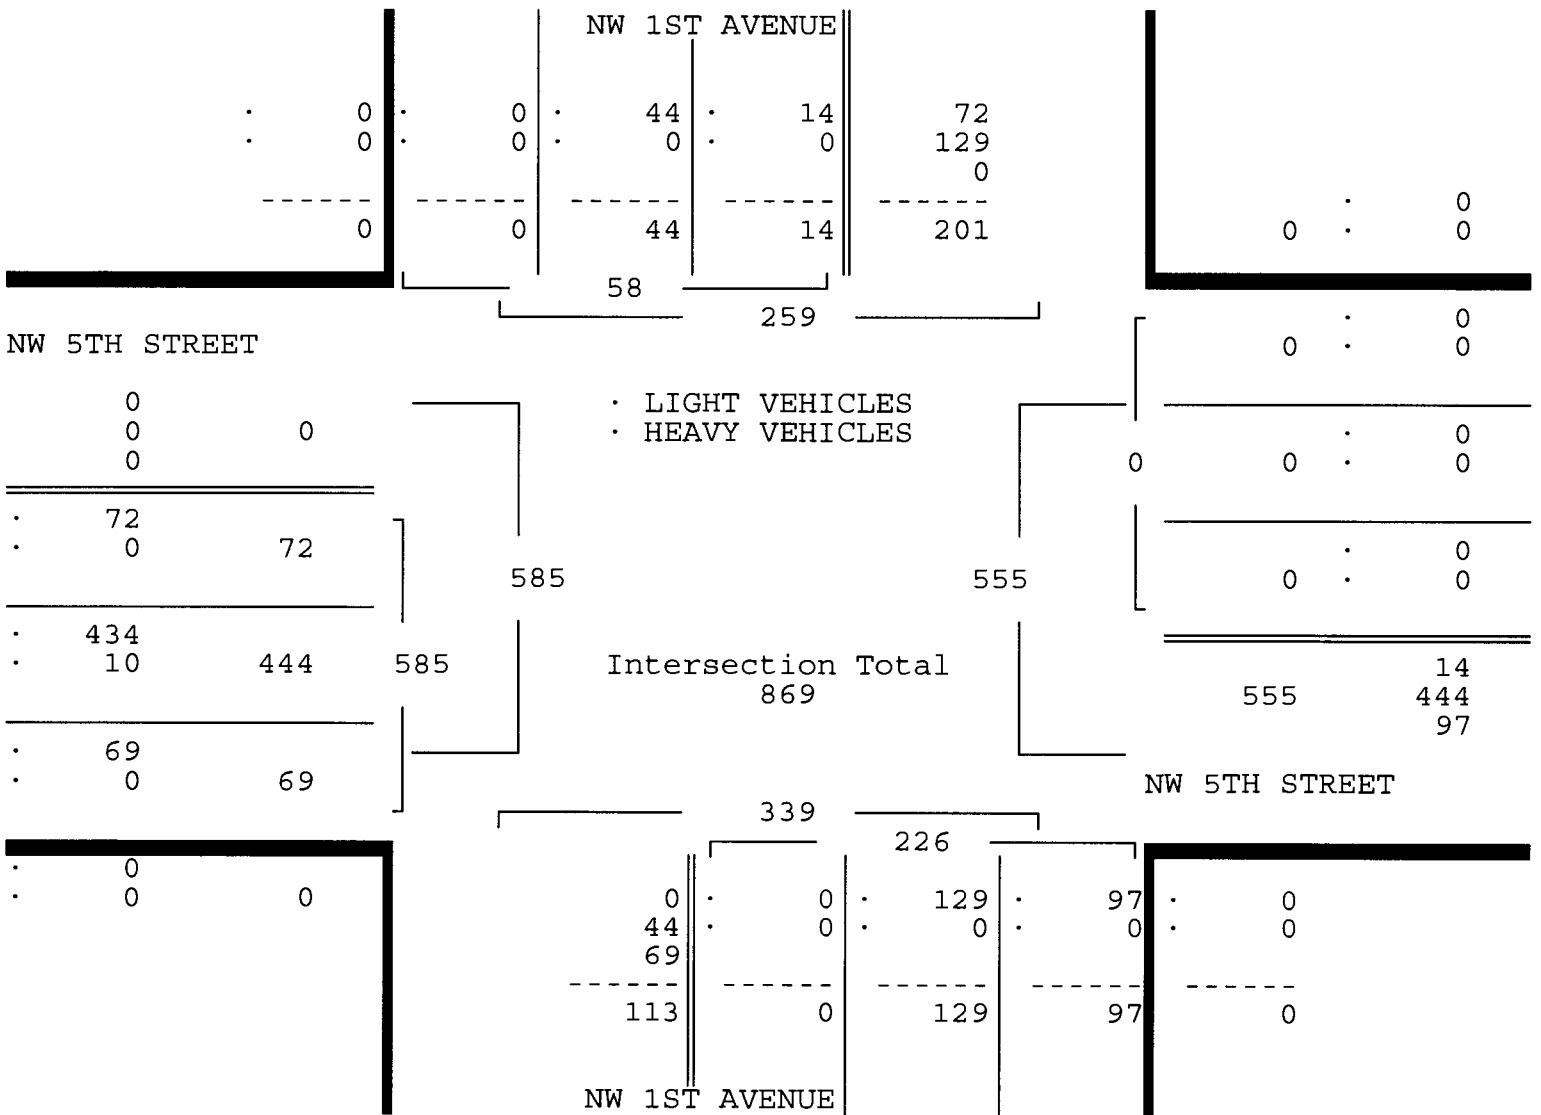 NW 1ST AVENUE
· 0 · 0 · 44 · 14 72
· 0 · 0 · 0 · 0 129
0
------ ------ ------ ------ ------
· 0
0 0 44 14 201 0 · 0
58
259 · 0
NW 5TH STREET 0 · 0
0 · LIGHT VEHICLES
0 0 · HEAVY VEHICLES · 0
0 0 0 · 0
· 72
· 0 72 · 0
585 555 0 · 0
· 434
· 10 444 585 Intersection Total 14
869 555 444
97
· 69
· 0 69 NW 5TH STREET
339
226
· 0
· 0 0 0 · 0 · 129 · 97 · 0
44 · 0 · 0 · 0 · 0
69
------ ------ ------ ------ ------
113 0 129 97 0
NW 1ST AVENUE